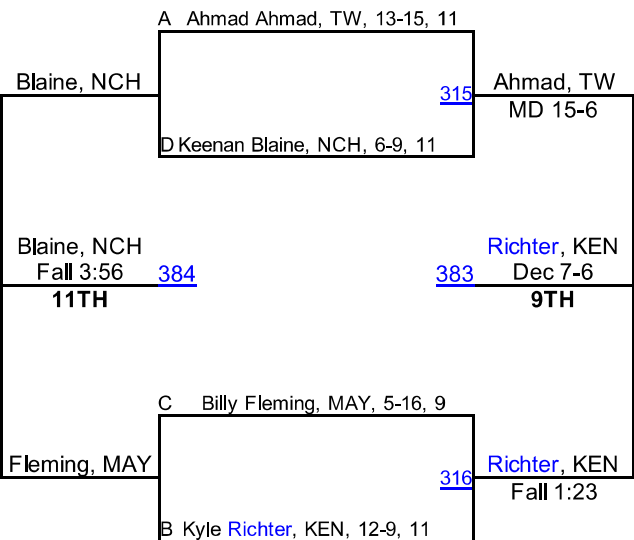 A Ahmad Ahmad, TW, 13-15, 11
Blaine, NCH
315
Ahmad, TW
MD 15-6
D Keenan Blaine, NCH, 6-9, 11
Blaine, NCH
Fall 3:56
384
11TH
Richter, KEN
383
Dec 7-6
9TH
C Billy Fleming, MAY, 5-16, 9
Fleming, MAY
316
Richter, KEN
Fall 1:23
B Kyle Richter, KEN, 12-9, 11